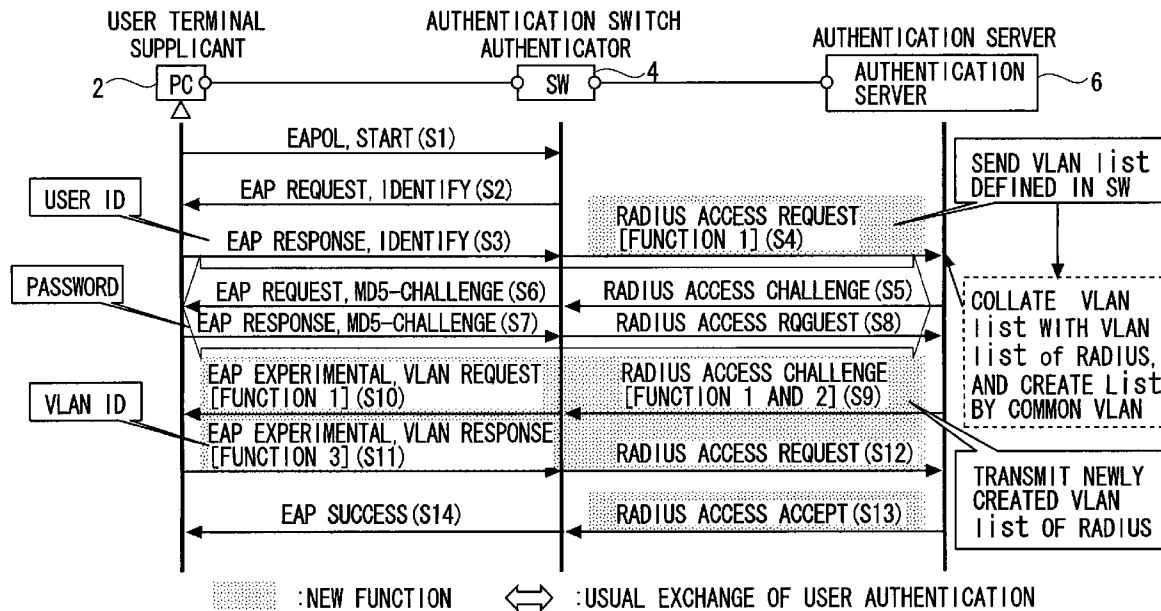 USER TERMINAL
SUPPLICANT
AUTHENTICATION SWITCH
AUTHENTICATOR
AUTHENTICATION SERVER
2
PC
SW
4
AUTHENTICATION
SERVER
6
EAPOL, START(S1)
SEND VLAN list
DEFINED IN SW
USER ID
EAP REQUEST, IDENTIFY(S2)
RADIUS ACCESS REQUEST
[FUNCTION 1](S4)
EAP RESPONSE, IDENTIFY(S3)
PASSWORD
EAP REQUEST, MD5-CHALLENGE(S6)
RADIUS ACCESS CHALLENGE(S5)
EAP RESPONSE, MD5-CHALLENGE(S7)
RADIUS ACCESS RQGUEST(S8)
COLLATE VLAN
list WITH VLAN
list of RADIUS,
AND CREATE List
BY COMMON VLAN
VLAN ID
EAP EXPERIMENTAL, VLAN REQUEST
[FUNCTION 1](S10)
RADIUS ACCESS CHALLENGE
[FUNCTION 1 AND 2](S9)
EAP EXPERIMENTAL, VLAN RESPONSE
[FUNCTION 3](S11)
RADIUS ACCESS REQUEST(S12)
TRANSMIT NEWLY
CREATED VLAN
list OF RADIUS
EAP SUCCESS(S14)
RADIUS ACCESS ACCEPT(S13)
:NEW FUNCTION
:USUAL EXCHANGE OF USER AUTHENTICATION